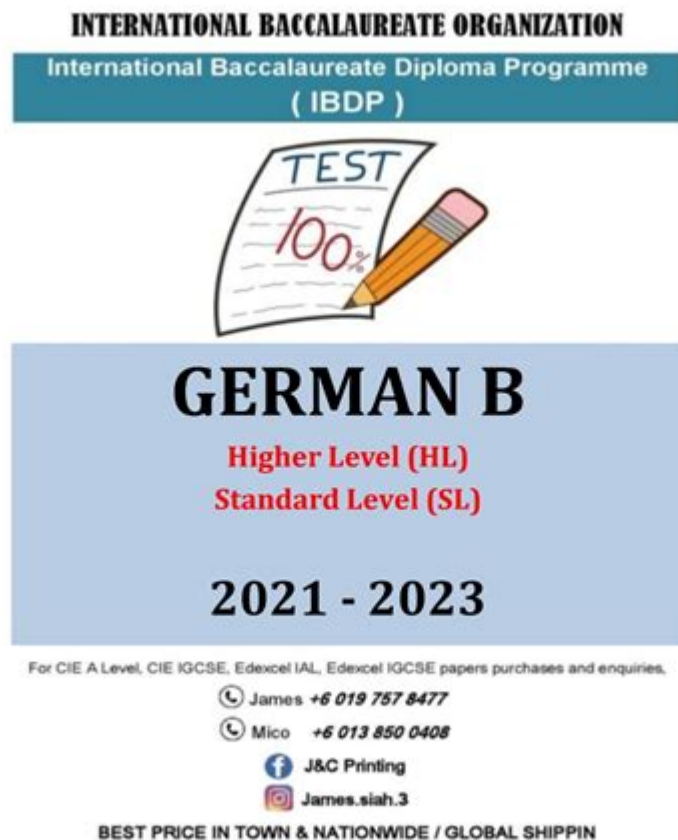 INTERNATIONAL BACCALAUREATE ORGANIZATION
International Baccalaureate Diploma Programme
( IBDP )
TEST
100%
GERMAN B
Higher Level (HL)
Standard Level (SL)
2021 - 2023
For CIE A Level, CIE IGCSE, Edexcel IAL, Edexcel IGCSE papers purchases and enquiries,
James +6 019 757 8477
Mico +6 013 850 0408
J&C Printing
James.siah.3
BEST PRICE IN TOWN & NATIONWIDE / GLOBAL SHIPPIN